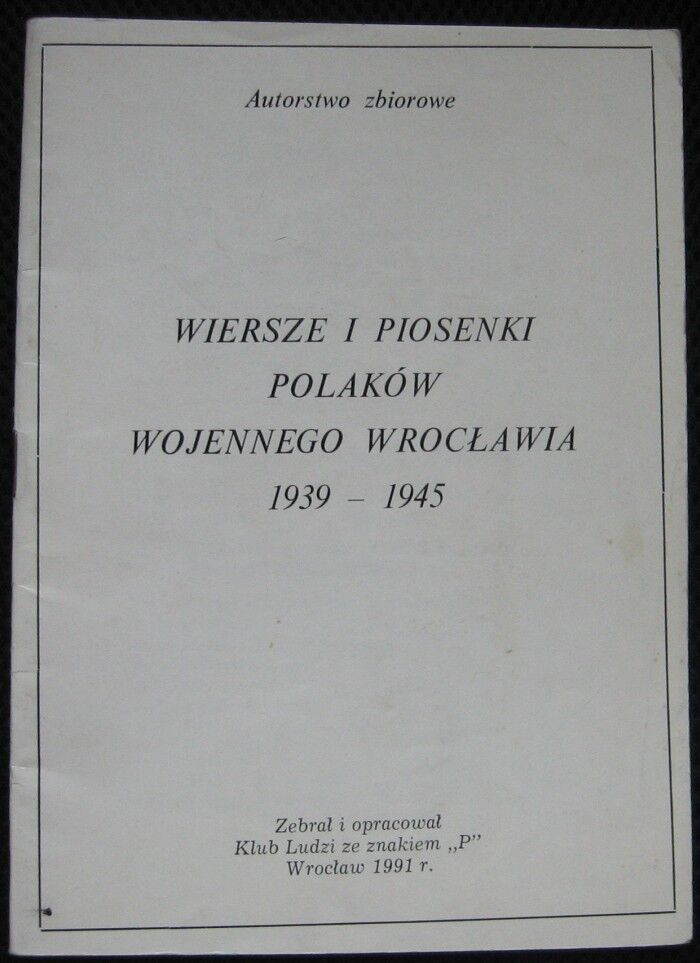 Autorstwo zbiorowe
WIERSZE I PIOSENKI
POLAKÓW
WOJENNEGO WROCŁAWIA
1939 – 1945
Zebrał i opracował
Klub Ludzi ze znakiem „P”
Wrocław 1991 r.